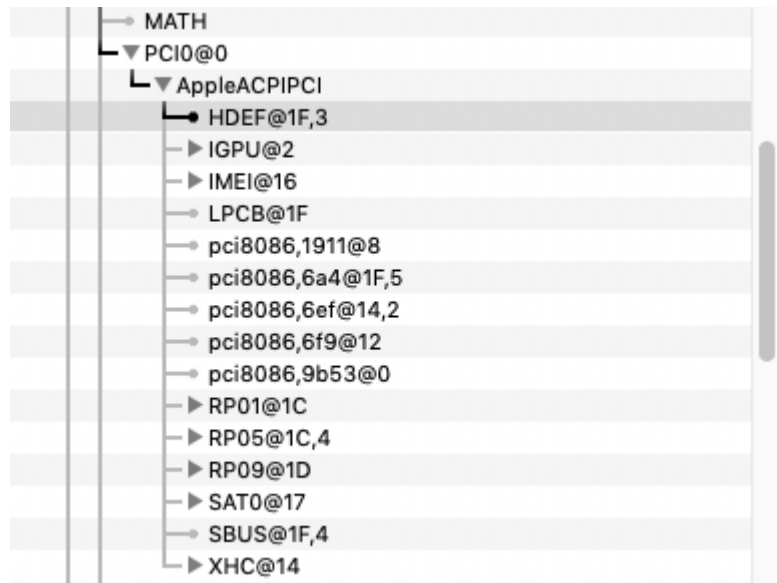 MATH
PCI0@0
AppleACPIPCI
HDEF@1F,3
IGPU@2
IMEI@16
LPCB@1F
pci8086,1911@8
pci8086,6a4@1F,5
pci8086,6ef@14,2
pci8086,6f9@12
pci8086,9b53@0
RP01@1C
RP05@1C,4
RP09@1D
SAT0@17
SBUS@1F,4
XHC@14